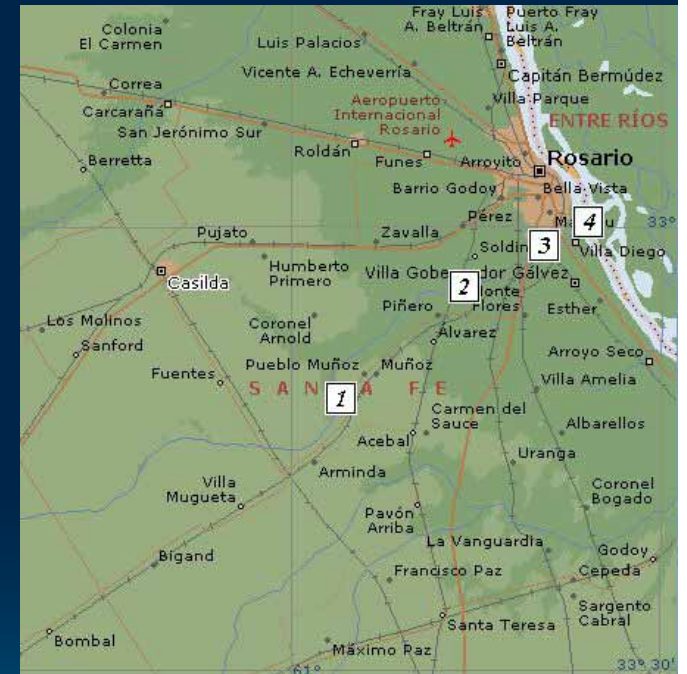 Colonia
El Carmen
Fray Luis
A. Beltrán
Puerto Fray
Luis A.
Beltrán
Luis Palacios
Vicente A. Echeverría
Capitán Bermúdez
Correa
Carcarañá
Aeropuerto
Internacional
Rosario
Villa Parque
ENTRE RÍOS
San Jerónimo Sur
Roldán
Funes
Arroyito
Rosario
Berretta
Barrio Godoy
Bella Vista
Pérez
33°
4
Pujato
Zavalla
3
Villa Diego
Humberto
Primero
Casilda
2
Piñero
Flores
Esther
Los Molinos
Coronel
Arnold
Alvarez
Sanford
Arroyo Seco
Fuentes
Pueblo Muñoz
Muñoz
Villa Amelia
SANTA FE
1
Carmen del
Sauce
Albarellos
Acebal
Uranga
Arminda
Villa
Mugueta
Coronel
Bogado
Pavón
Arriba
La Vanguardia
Bigand
Godoy
Francisco Paz
Cepeda
Sargento
Cabral
Santa Teresa
Bombal
Máximo Paz
61°
33° 30'